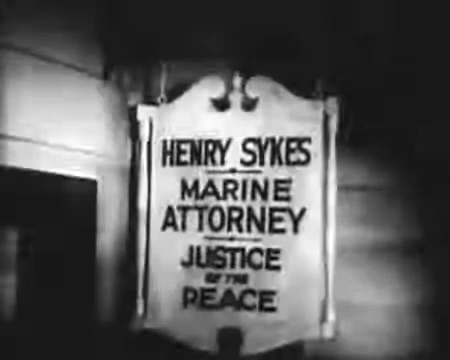 HENRY SYKES
MARINE
ATTORNEY
JUSTICE
OF THE
PEACE